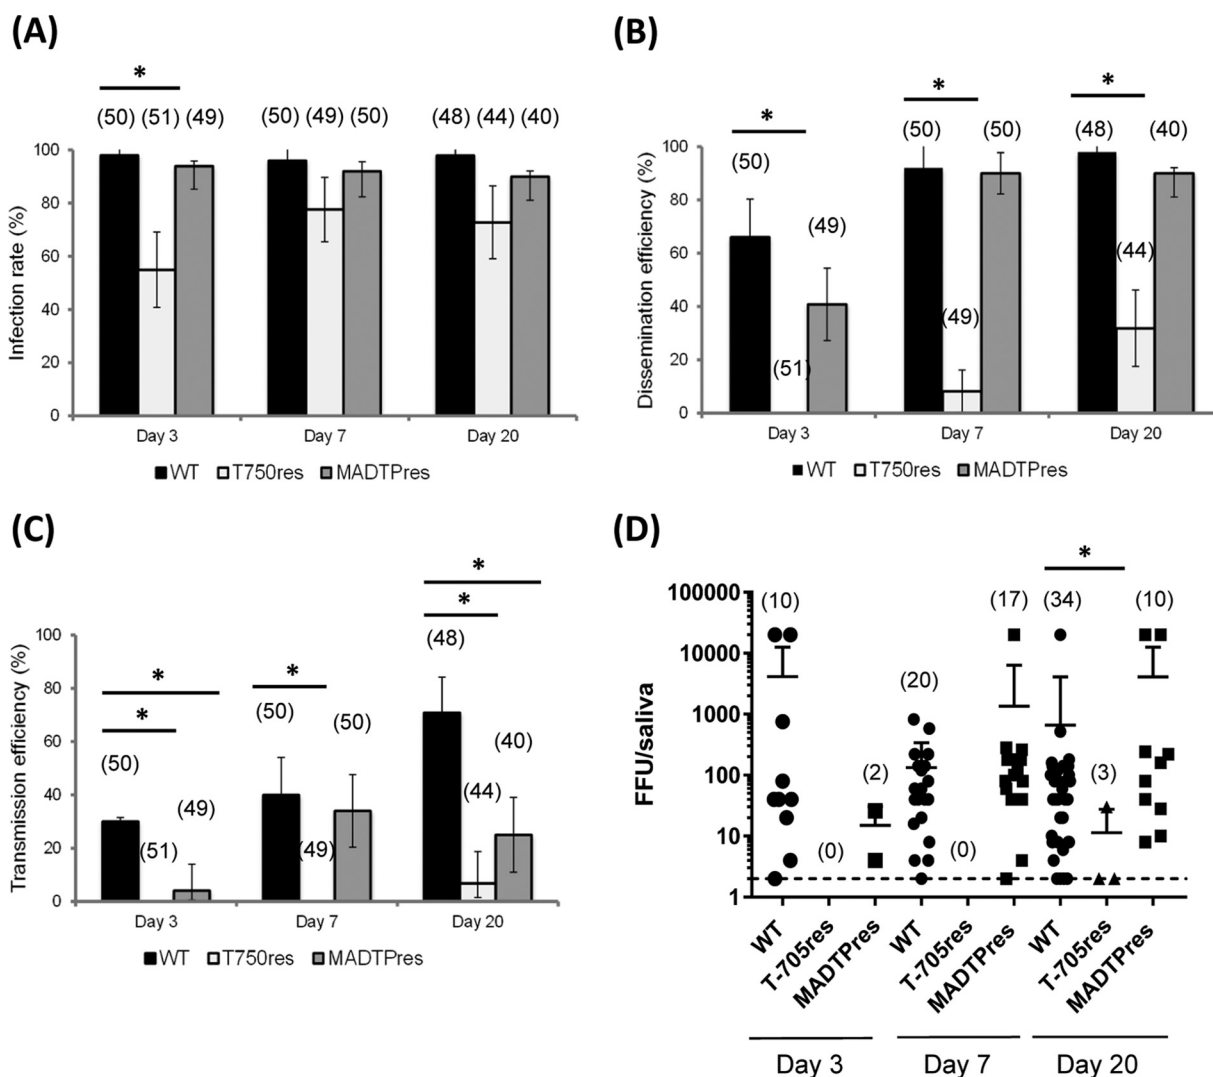 (A)
*
(50) (51) (49)
(50) (49) (50)
(48) (44) (40)
Infection rate (%)
100
80
60
40
20
0
Day 3
Day 7
Day 20
WT
T750res
MADTPres
(B)
*
*
*
(50)
(51)
(49)
(50)
(49)
(50)
(48)
(44)
(40)
Dissemination efficiency (%)
100
80
60
40
20
0
Day 3
Day 7
Day 20
WT
T750res
MADTPres
(C)
*
*
*
*
*
(50)
(51)
(49)
(50)
(49)
(50)
(48)
(44)
(40)
Transmission efficiency (%)
100
80
60
40
20
0
Day 3
Day 7
Day 20
WT
T750res
MADTPres
(D)
*
(10)
(0)
(2)
(20)
(0)
(17)
(34)
(3)
(10)
FFU/saliva
100000
10000
1000
100
10
1
WT
T-705res
MADTPres
WT
T-705res
MADTPres
WT
T-705res
MADTPres
Day 3
Day 7
Day 20